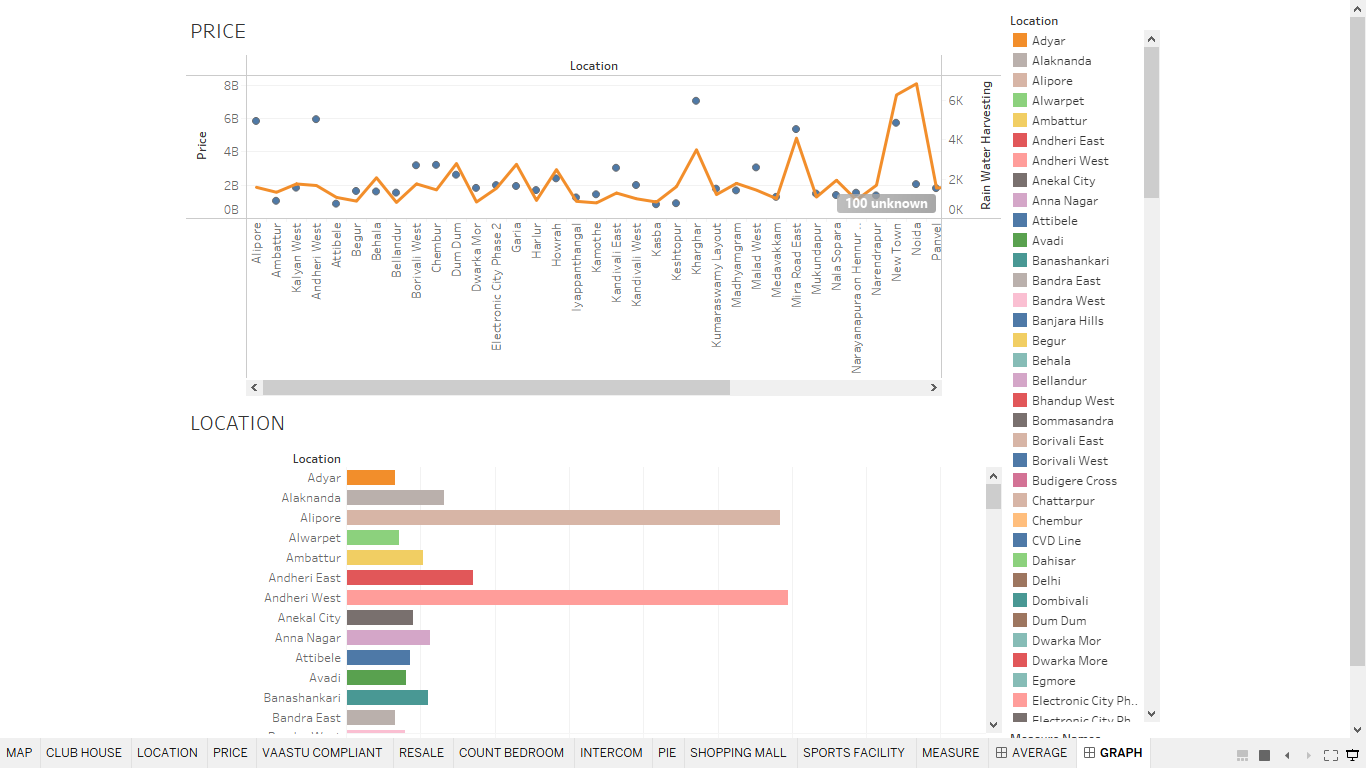 PRICE
Location
Price
8B
6B
4B
2B
0B
6K
4K
2K
0K
Rain Water Harvesting
100 unknown
Alipore
Ambattur
Kalyan West
Andheri West
Attibele
Begur
Behala
Bellandur
Borivali West
Chembur
Dum Dum
Dwarka Mor
Electronic City Phase 2
Garia
Harlur
Howrah
Iyappanthangal
Kamothe
Kandivali East
Kandivali West
Kasba
Keshtopur
Kharghar
Kumaraswamy Layout
Madhyamgram
Malad West
Medavakkam
Mira Road East
Mukundapur
Nala Sopara
Narayanapura on Hennur ..
Narendrapur
New Town
Noida
Panvel
LOCATION
Location
Adyar
Alaknanda
Alipore
Alwarpet
Ambattur
Andheri East
Andheri West
Anekal City
Anna Nagar
Attibele
Avadi
Banashankari
Bandra East
Location
Adyar
Alaknanda
Alipore
Alwarpet
Ambattur
Andheri East
Andheri West
Anekal City
Anna Nagar
Attibele
Avadi
Banashankari
Bandra East
Bandra West
Banjara Hills
Begur
Behala
Bellandur
Bhandup West
Bommasandra
Borivali East
Borivali West
Budigere Cross
Chattarpur
Chembur
CVD Line
Dahisar
Delhi
Dombivali
Dum Dum
Dwarka Mor
Dwarka More
Egmore
Electronic City Ph..
Electronic City Ph
Measure Names
MAP CLUB HOUSE LOCATION PRICE VAASTU COMPLIANT RESALE COUNT BEDROOM INTERCOM PIE SHOPPING MALL SPORTS FACILITY MEASURE AVERAGE GRAPH